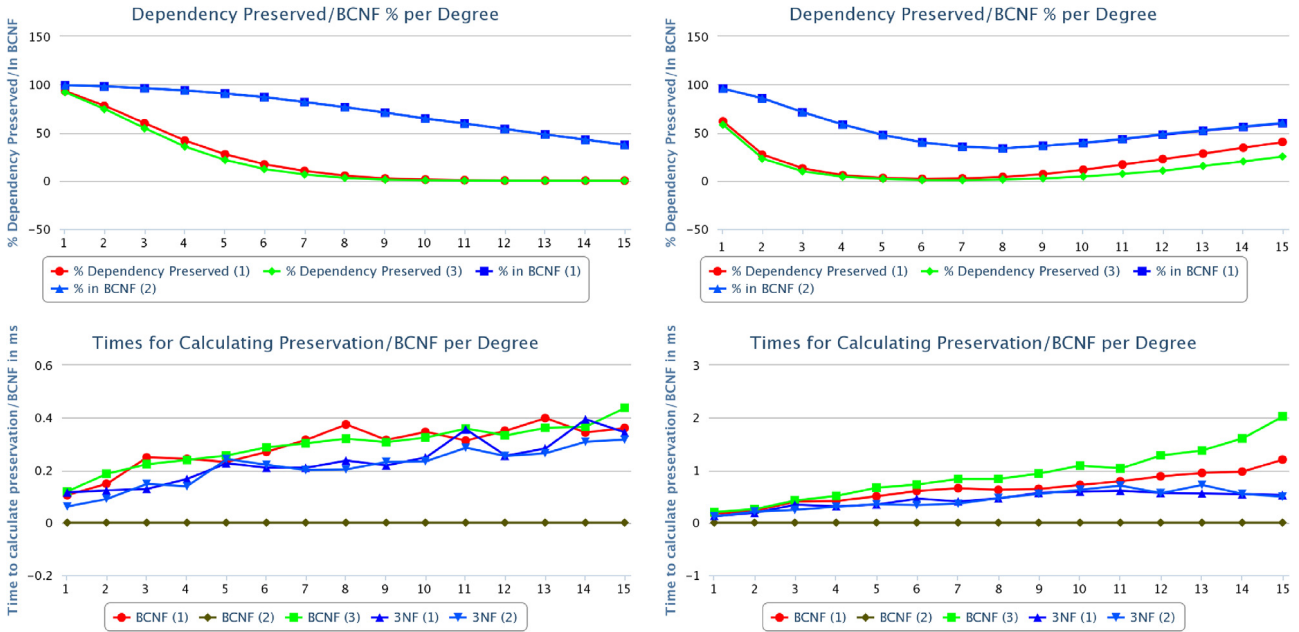 Dependency Preserved/BCNF % per Degree
% Dependency Preserved/In BCNF
150
100
50
0
−50
1 2 3 4 5 6 7 8 9 10 11 12 13 14 15
% Dependency Preserved (1) % Dependency Preserved (3) % in BCNF (1)
% in BCNF (2)
Dependency Preserved/BCNF % per Degree
% Dependency Preserved/In BCNF
150
100
50
0
−50
1 2 3 4 5 6 7 8 9 10 11 12 13 14 15
% Dependency Preserved (1) % Dependency Preserved (3) % in BCNF (1)
% in BCNF (2)
Times for Calculating Preservation/BCNF per Degree
Time to calculate preservation/BCNF in ms
0.6
0.4
0.2
0
−0.2
1 2 3 4 5 6 7 8 9 10 11 12 13 14 15
BCNF (1) BCNF (2) BCNF (3) 3NF (1) 3NF (2)
Times for Calculating Preservation/BCNF per Degree
Time to calculate preservation/BCNF in ms
3
2
1
0
−1
1 2 3 4 5 6 7 8 9 10 11 12 13 14 15
BCNF (1) BCNF (2) BCNF (3) 3NF (1) 3NF (2)